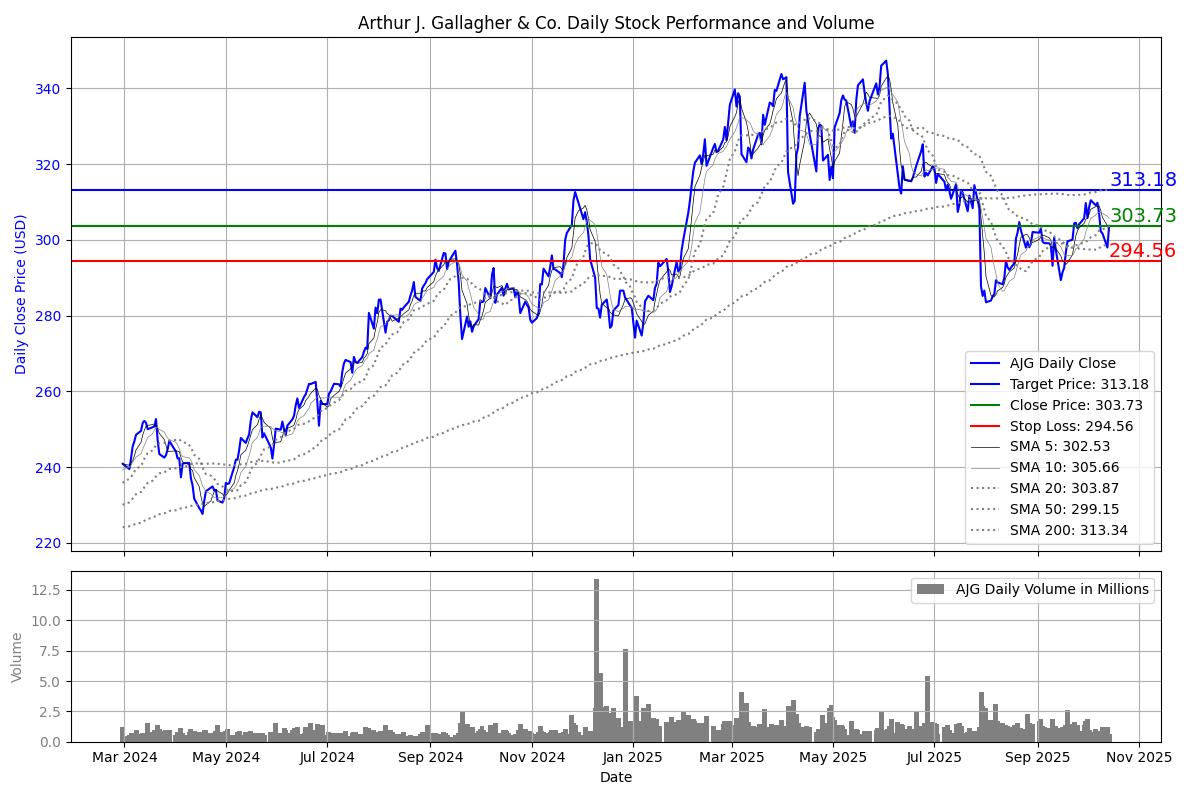 Arthur J. Gallagher & Co. Daily Stock Performance and Volume
Daily Close Price (USD)
340
320
300
280
260
240
220
313.18
303.73
294.56
AJG Daily Close
Target Price: 313.18
Close Price: 303.73
Stop Loss: 294.56
SMA 5: 302.53
SMA 10: 305.66
SMA 20: 303.87
SMA 50: 299.15
SMA 200: 313.34
Volume
12.5
10.0
7.5
5.0
2.5
0.0
AJG Daily Volume in Millions
Mar 2024 May 2024 Jul 2024 Sep 2024 Nov 2024 Jan 2025 Mar 2025 May 2025 Jul 2025 Sep 2025 Nov 2025
Date